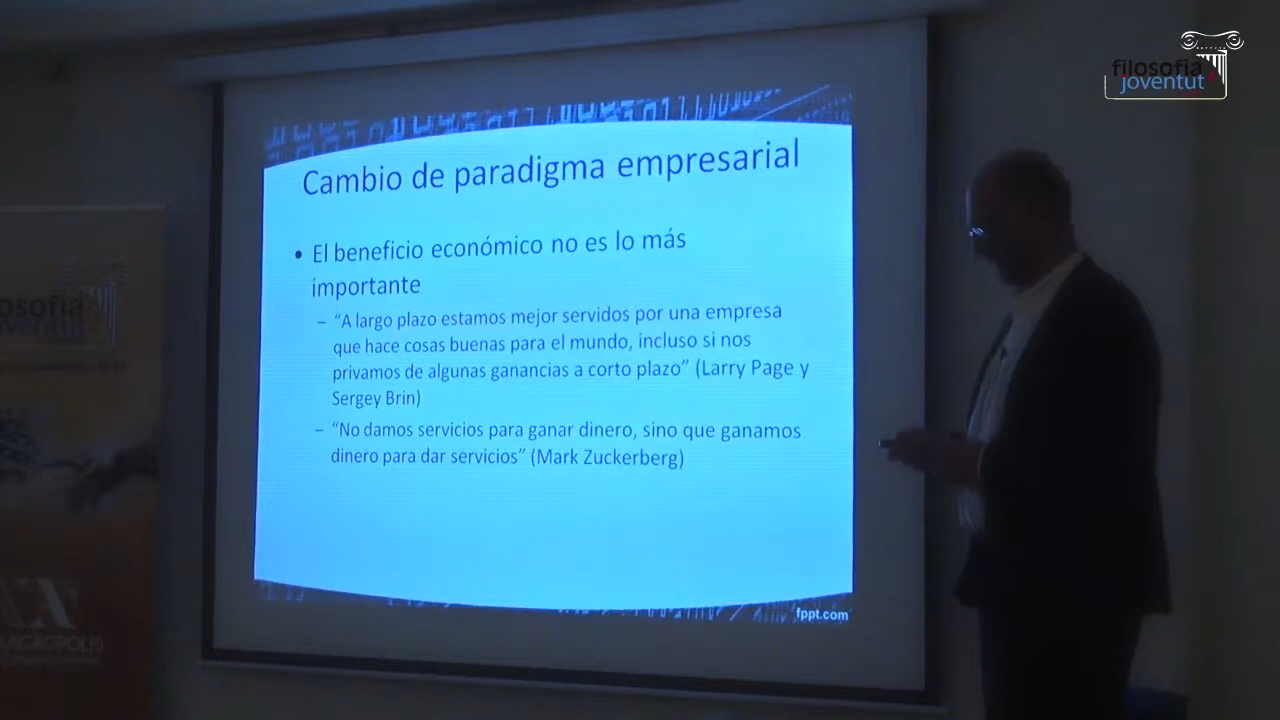 filosofia
joventut
Cambio de paradigma empresarial
• El beneficio económico no es lo más
importante
– “A largo plazo estamos mejor servidos por una empresa
que hace cosas buenas para el mundo, incluso si nos
privamos de algunas ganancias a corto plazo” (Larry Page y
Sergey Brin)
– “No damos servicios para ganar dinero, sino que ganamos
dinero para dar servicios” (Mark Zuckerberg)
fppt.com